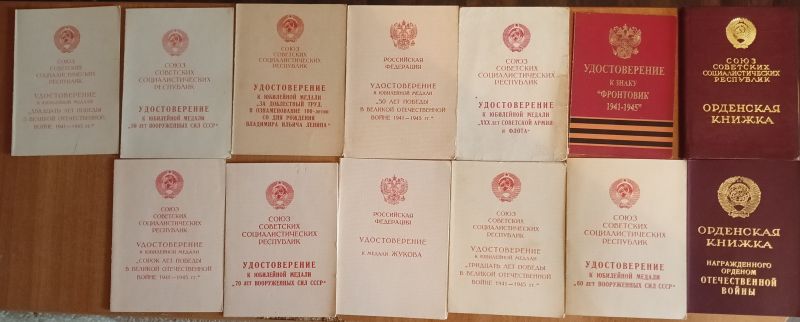 СОЮЗ
СОВЕТСКИХ
СОЦИАЛИСТИЧЕСКИХ
РЕСПУБЛИК
УДОСТОВЕРЕНИЕ
К ЮБИЛЕЙНОЙ МЕДАЛИ
„ДВАДЦАТЬ ЛЕТ ПОБЕДЫ
В ВЕЛИКОЙ ОТЕЧЕСТВЕННОЙ
ВОЙНЕ 1941—1945 гг.“
СОЮЗ
СОВЕТСКИХ
СОЦИАЛИСТИЧЕСКИХ
РЕСПУБЛИК
УДОСТОВЕРЕНИЕ
К ЮБИЛЕЙНОЙ МЕДАЛИ
ВООРУЖЕННЫХ СИЛ СССР"
СОЮЗ
СОВЕТСКИХ
СОЦИАЛИСТИЧЕСКИХ
РЕСПУБЛИК
УДОСТОВЕРЕНИЕ
К ЮБИЛЕЙНОЙ МЕДАЛИ
„ЗА ДОБЛЕСТНЫЙ ТРУД
В ОЗНАМЕНОВАНИЕ 100-летия
СО ДНЯ РОЖДЕНИЯ
ВЛАДИМИРА ИЛЬИЧА ЛЕНИНА"
РОССИЙСКАЯ
ФЕДЕРАЦИЯ
УДОСТОВЕРЕНИЕ
К ЮБИЛЕЙНОЙ МЕДАЛИ
"50 ЛЕТ ПОБЕДЫ
В ВЕЛИКОЙ ОТЕЧЕСТВЕННОЙ
ВОЙНЕ 1941—1945 гг."
СОЮЗ
СОВЕТСКИХ
СОЦИАЛИСТИЧЕСКИХ
РЕСПУБЛИК
УДОСТОВЕРЕНИЕ
К ЮБИЛЕЙНОЙ МЕДАЛИ
"XXX ЛЕТ СОВЕТСКОЙ АРМИИ
и ФЛОТА"
УДОСТОВЕРЕНИЕ
К ЗНАКУ
"ФРОНТОВИК
1941-1945"
СОЮЗ
СОВЕТСКИХ
СОЦИАЛИСТИЧЕСКИХ
РЕСПУБЛИК
ОРДЕНСКАЯ
КНИЖКА
СОЮЗ
СОВЕТСКИХ
СОЦИАЛИСТИЧЕСКИХ
РЕСПУБЛИК
УДОСТОВЕРЕНИЕ
К ЮБИЛЕЙНОЙ МЕДАЛИ
"СОРОК ЛЕТ ПОБЕДЫ
В ВЕЛИКОЙ ОТЕЧЕСТВЕННОЙ
ВОЙНЕ 1941—1945 гг."
СОЮЗ
СОВЕТСКИХ
СОЦИАЛИСТИЧЕСКИХ
РЕСПУБЛИК
УДОСТОВЕРЕНИЕ
К ЮБИЛЕЙНОЙ МЕДАЛИ
"70 ЛЕТ ВООРУЖЕННЫХ СИЛ СССР"
РОССИЙСКАЯ
ФЕДЕРАЦИЯ
УДОСТОВЕРЕНИЕ
К МЕДАЛИ ЖУКОВА
СОЮЗ
СОВЕТСКИХ
СОЦИАЛИСТИЧЕСКИХ
РЕСПУБЛИК
УДОСТОВЕРЕНИЕ
К ЮБИЛЕЙНОЙ МЕДАЛИ
"ТРИДЦАТЬ ЛЕТ ПОБЕДЫ
В ВЕЛИКОЙ ОТЕЧЕСТВЕННОЙ
ВОЙНЕ 1941—1945 гг."
СОЮЗ
СОВЕТСКИХ
СОЦИАЛИСТИЧЕСКИХ
РЕСПУБЛИК
УДОСТОВЕРЕНИЕ
К ЮБИЛЕЙНОЙ МЕДАЛИ
"60 ЛЕТ ВООРУЖЕННЫХ СИЛ СССР"
ОРДЕНСКАЯ
КНИЖКА
НАГРАЖДЕННОГО
ОРДЕНОМ
ОТЕЧЕСТВЕННОЙ
ВОЙНЫ